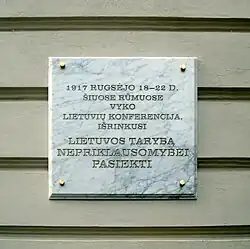 1917 RUGSĖJO 18–22 D.
ŠIUOSE RŪMUOSE
VYKO
LIETUVIŲ KONFERENCIJA,
IŠRINKUSI
LIETUVOS TARYBĄ
NEPRIKLAUSOMYBEI
PASIEKTI